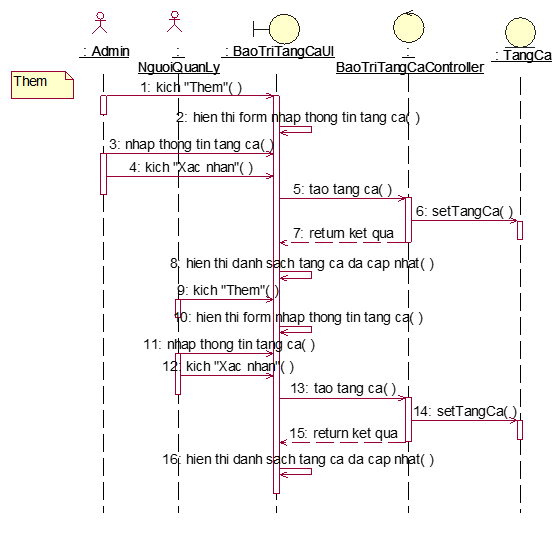 : Admin
:
NguoiQuanLy
: BaoTriTangCaUI
:
BaoTriTangCaController
: TangCa
Them
1: kich "Them"( )
2: hien thi form nhap thong tin tang ca( )
3: nhap thong tin tang ca( )
4: kich "Xac nhan"( )
5: tao tang ca( )
6: setTangCa( )
7: return ket qua
8: hien thi danh sach tang ca da cap nhat( )
9: kich "Them"( )
10: hien thi form nhap thong tin tang ca( )
11: nhap thong tin tang ca( )
12: kich "Xac nhan"( )
13: tao tang ca( )
14: setTangCa( )
15: return ket qua
16: hien thi danh sach tang ca da cap nhat( )